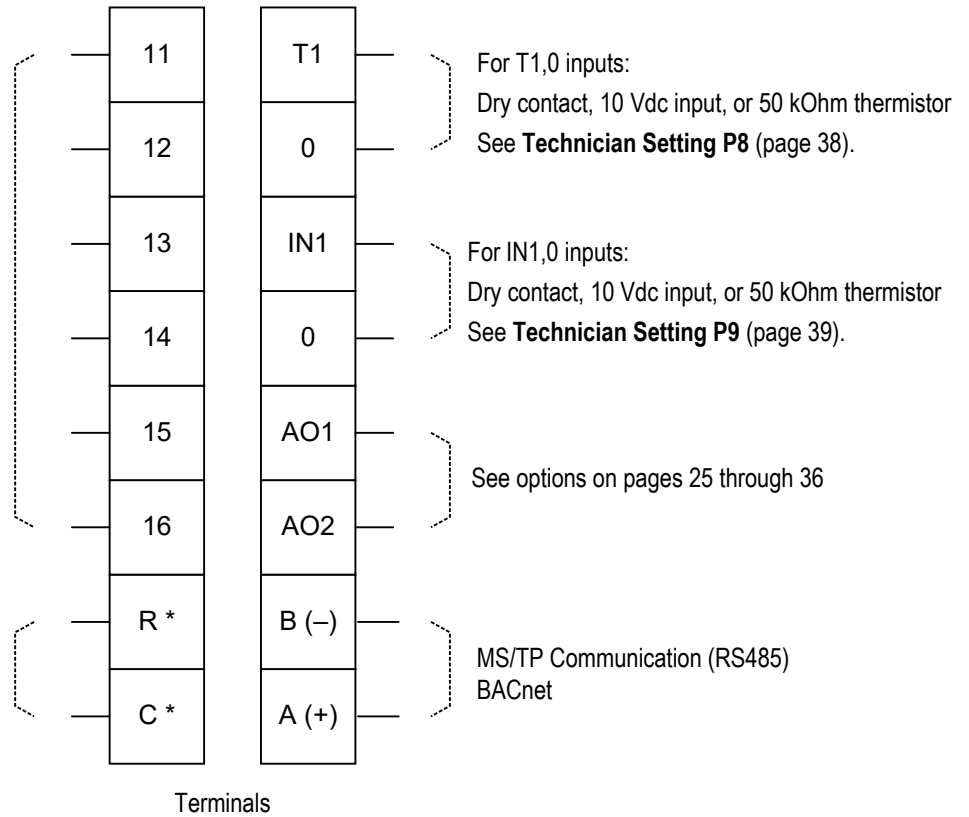 11
T1
12
0
For T1,0 inputs:
Dry contact, 10 Vdc input, or 50 kOhm thermistor
See Technician Setting P8 (page 38).
13
IN1
14
0
For IN1,0 inputs:
Dry contact, 10 Vdc input, or 50 kOhm thermistor
See Technician Setting P9 (page 39).
15
AO1
16
AO2
See options on pages 25 through 36
R *
B (–)
C *
A (+)
MS/TP Communication (RS485)
BACnet
Terminals